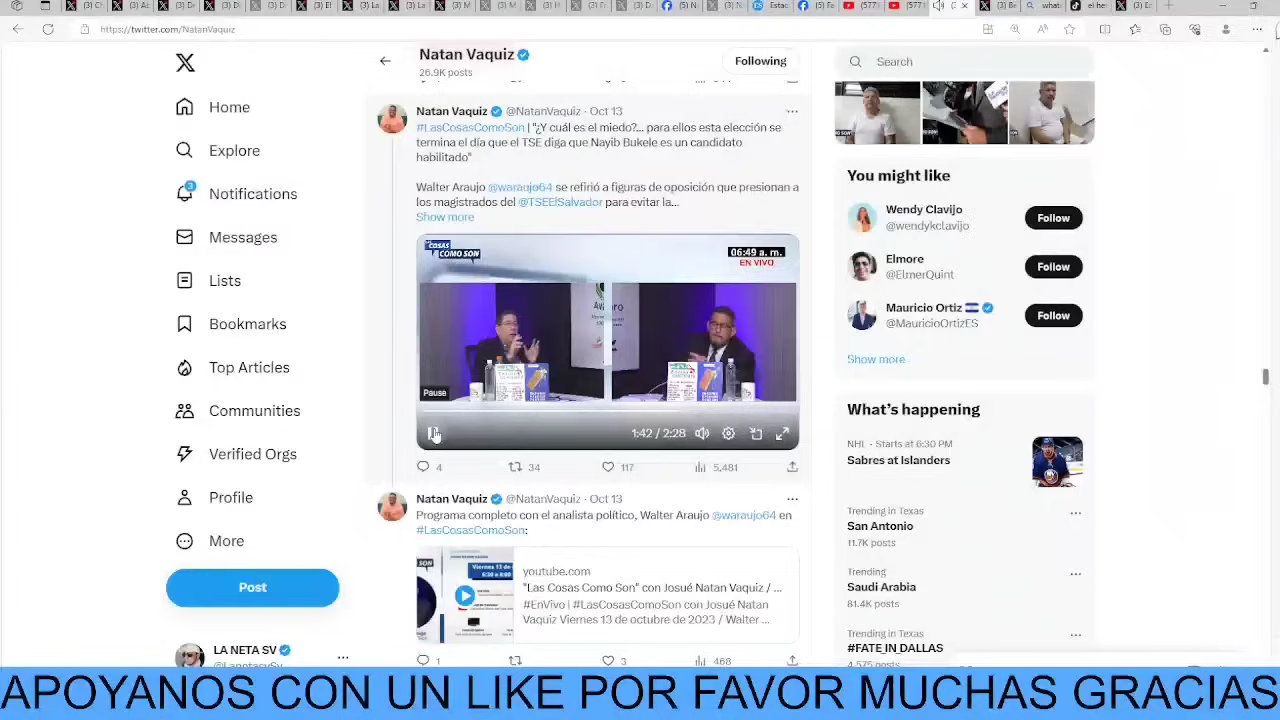 https://twitter.com/NatanVaquiz
Natan Vaquiz
26.9K posts
Following
Search
Home
Explore
3
Notifications
Messages
Lists
Bookmarks
Top Articles
Communities
Verified Orgs
Profile
More
Post
LA NETA SV
Natan Vaquiz @NatanVaquiz · Oct 13
#LasCosasComoSon | "¿Y cuál es el miedo?... para ellos esta elección se
termina el día que el TSE diga que Nayib Bukele es un candidato
habilitado"
Walter Araujo @waraujo64 se refirió a figuras de oposición que presionan a
los magistrados del @TSEElSalvador para evitar la...
Show more
COSAS
COMO SON
06:49 a. m.
EN VIVO
Pause
1:42 / 2:28
4
34
117
5,481
Natan Vaquiz @NatanVaquiz · Oct 13
Programa completo con el analista político, Walter Araujo @waraujo64 en
#LasCosasComoSon:
youtube.com
"Las Cosas Como Son" con Josué Natan Vaquiz / ...
#EnVivo | #LasCosasComoSon con Josué Natan
Vaquiz Viernes 13 de octubre de 2023 / Walter ...
1
3
468
You might like
Wendy Clavijo
@wendykclavijo
Follow
Elmore
@ElmerQuint
Follow
Mauricio Ortiz
@MauricioOrtizES
Follow
Show more
What's happening
NHL · Starts at 6:30 PM
Sabres at Islanders
Trending in Texas
San Antonio
11.7K posts
Trending
Saudi Arabia
81.4K posts
Trending in Texas
#FATE_IN_DALLAS
4,575 posts
APOYANOS CON UN LIKE POR FAVOR MUCHAS GRACIAS